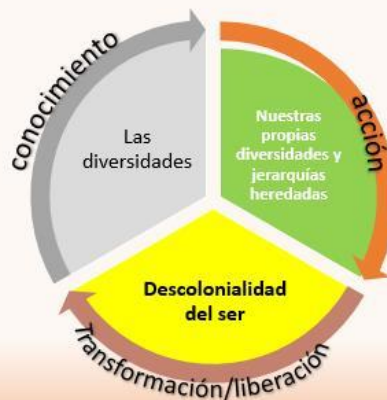 conocimiento
Las
diversidades
acción
Nuestras
propias
diversidades y
jerarquías
heredadas
Descolonialidad
del ser
Transformación/liberación